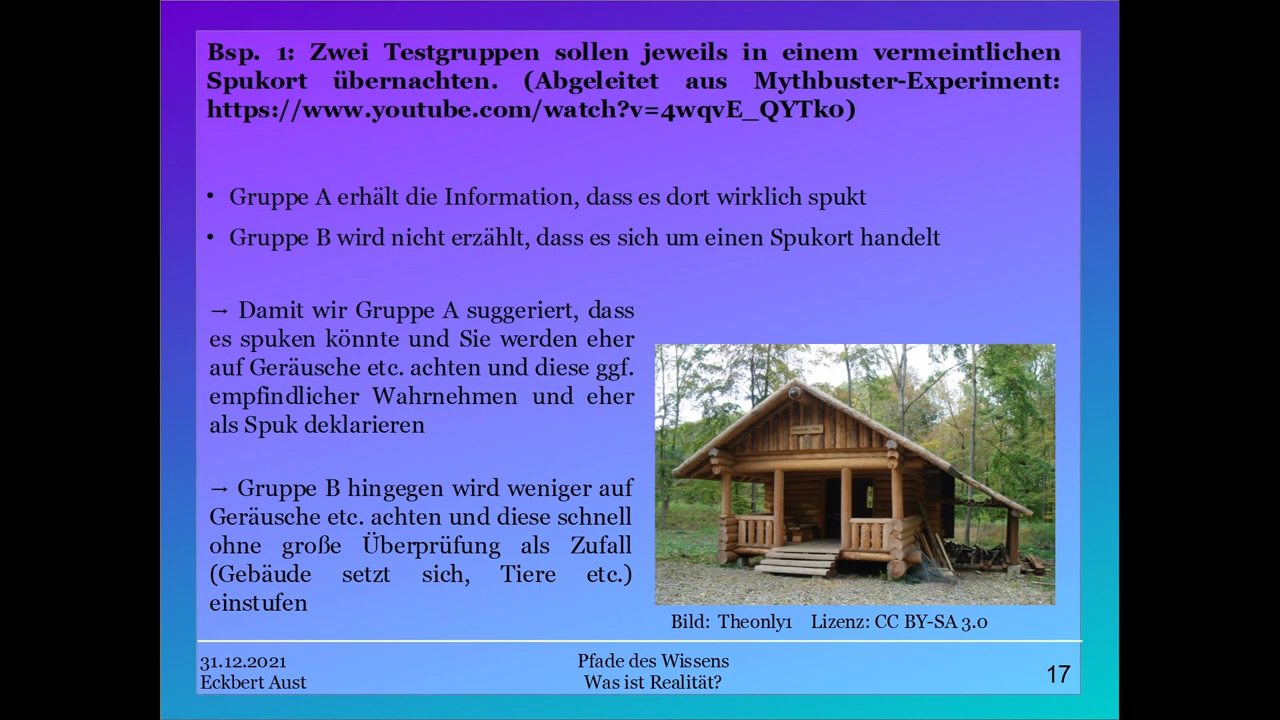 Bsp. 1: Zwei Testgruppen sollen jeweils in einem vermeintlichen
Spukort übernachten. (Abgeleitet aus Mythbuster-Experiment:
https://www.youtube.com/watch?v=4wqvE_QYTk0)
• Gruppe A erhält die Information, dass es dort wirklich spukt
• Gruppe B wird nicht erzählt, dass es sich um einen Spukort handelt
→ Damit wir Gruppe A suggeriert, dass
es spuken könnte und Sie werden eher
auf Geräusche etc. achten und diese ggf.
empfindlicher Wahrnehmen und eher
als Spuk deklarieren
→ Gruppe B hingegen wird weniger auf
Geräusche etc. achten und diese schnell
ohne große Überprüfung als Zufall
(Gebäude setzt sich, Tiere etc.)
einstufen
Bild: Theonly1 Lizenz: CC BY-SA 3.0
31.12.2021
Eckbert Aust
Pfade des Wissens
Was ist Realität?
17